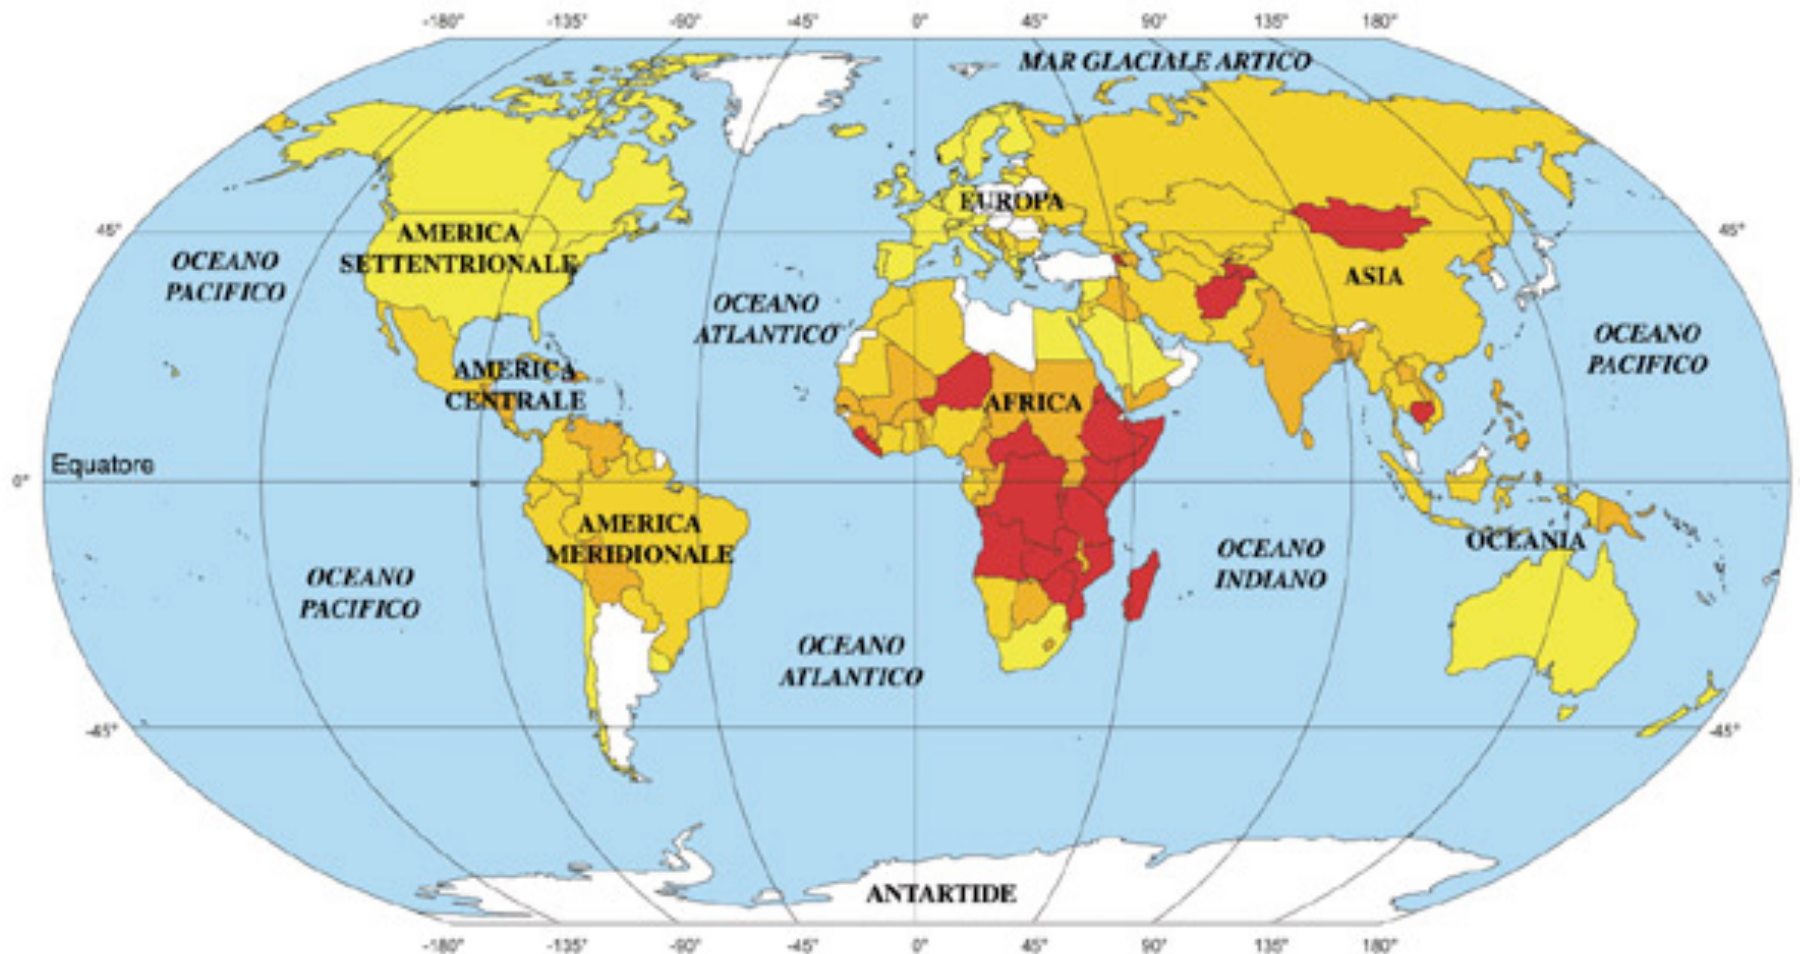 -180° -135° -90° -45° 0° 45° 90° 135° 180°
MAR GLACIALE ARTICO
EUROPA
45° 45°
AMERICA
SETTENTRIONALE
OCEANO
PACIFICO
ASIA
OCEANO
ATLANTICO
OCEANO
PACIFICO
AMERICA
CENTRALE
AFRICA
Equatore
0°
AMERICA
MERIDIONALE
OCEANIA
OCEANO
INDIANO
OCEANO
PACIFICO
OCEANO
ATLANTICO
-45° -45°
ANTARTIDE
-180° -135° -90° -45° 0° 45° 90° 135° 180°